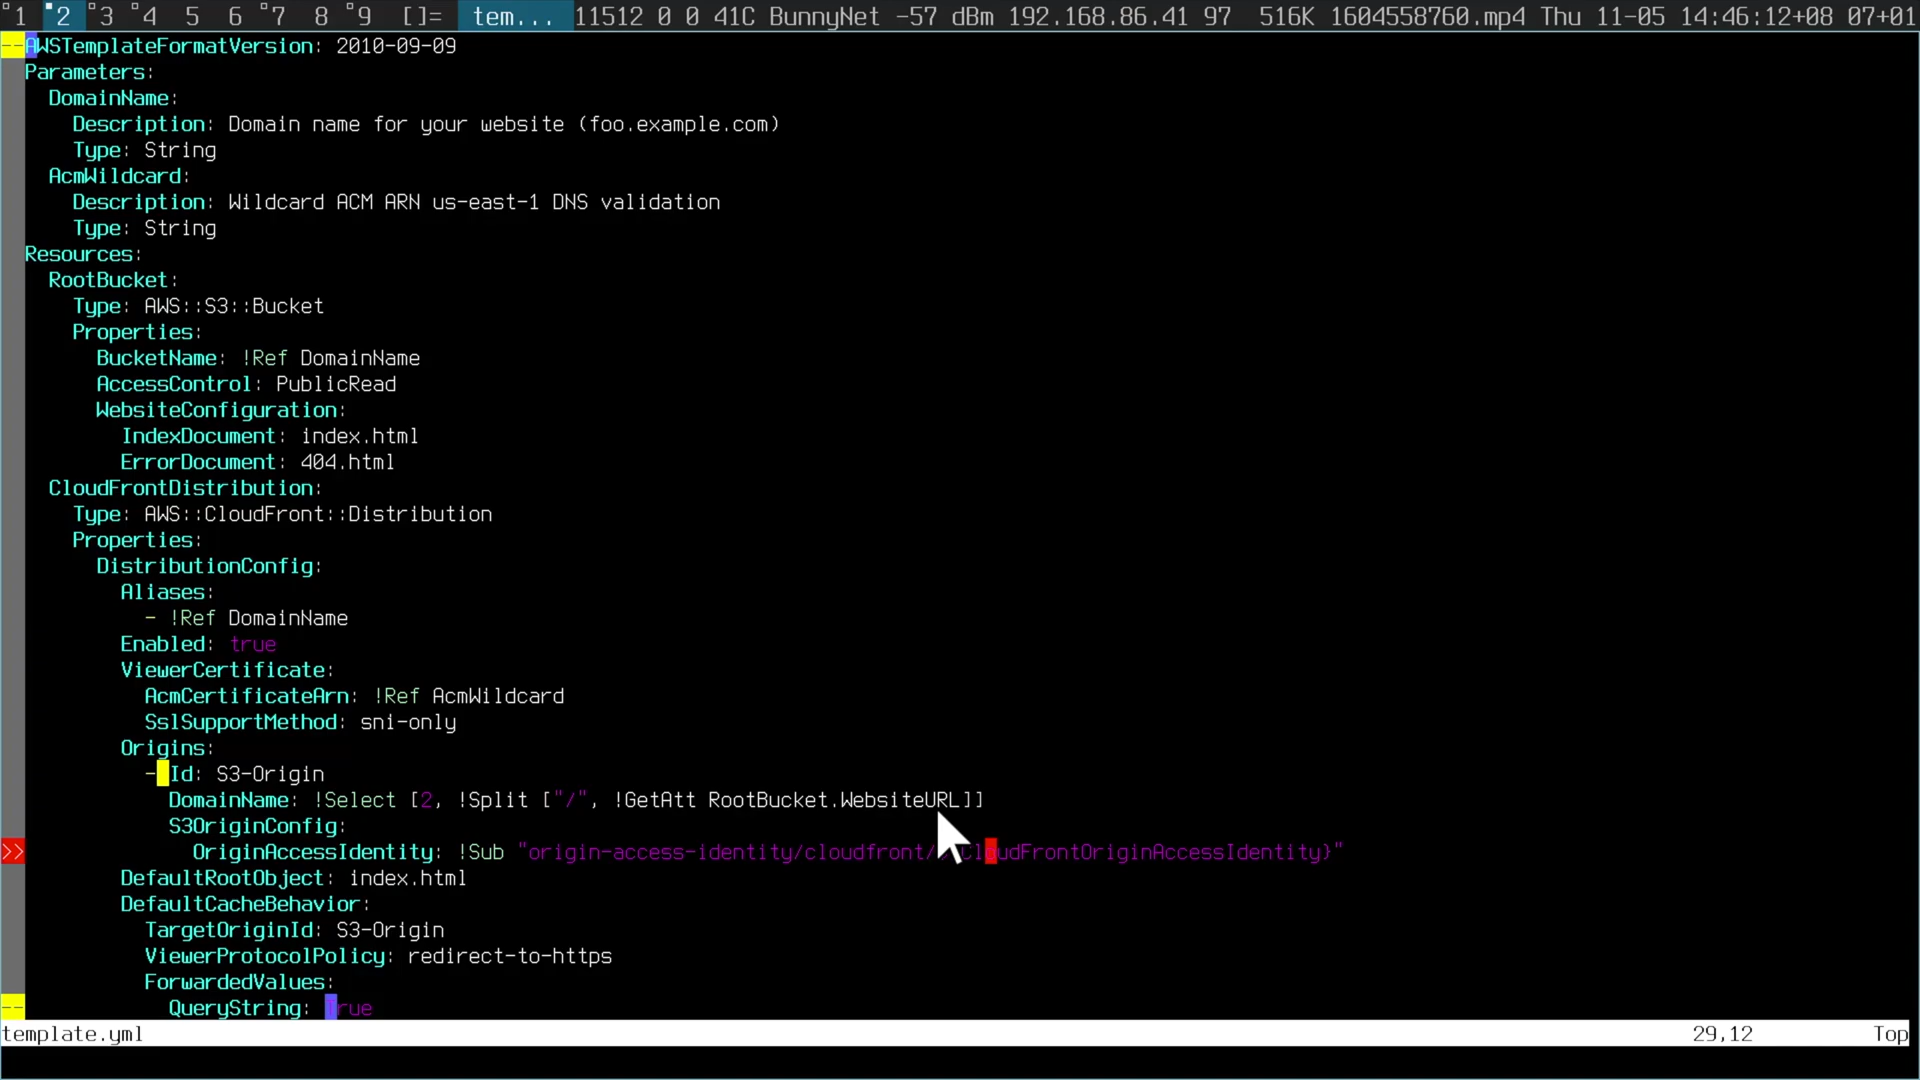 1 2 3 4 5 6 7 8 9 []= tem... 11512 0 0 41C BunnyNet -57 dBm 192.168.86.41 97 516K 1604558760.mp4 Thu 11-05 14:46:12+08 07+01
--AWSTemplateFormatVersion: 2010-09-09
Parameters:
DomainName:
Description: Domain name for your website (foo.example.com)
Type: String
AcmWildcard:
Description: Wildcard ACM ARN us-east-1 DNS validation
Type: String
Resources:
RootBucket:
Type: AWS::S3::Bucket
Properties:
BucketName: !Ref DomainName
AccessControl: PublicRead
WebsiteConfiguration:
IndexDocument: index.html
ErrorDocument: 404.html
CloudFrontDistribution:
Type: AWS::CloudFront::Distribution
Properties:
DistributionConfig:
Aliases:
- !Ref DomainName
Enabled: true
ViewerCertificate:
AcmCertificateArn: !Ref AcmWildcard
SslSupportMethod: sni-only
Origins:
- Id: S3-Origin
DomainName: !Select [2, !Split ["/", !GetAtt RootBucket.WebsiteURL]]
S3OriginConfig:
>> OriginAccessIdentity: !Sub "origin-access-identity/cloudfront/CloudFrontOriginAccessIdentity}"
DefaultRootObject: index.html
DefaultCacheBehavior:
TargetOriginId: S3-Origin
ViewerProtocolPolicy: redirect-to-https
ForwardedValues:
-- QueryString: True
template.yml 29,12 Top